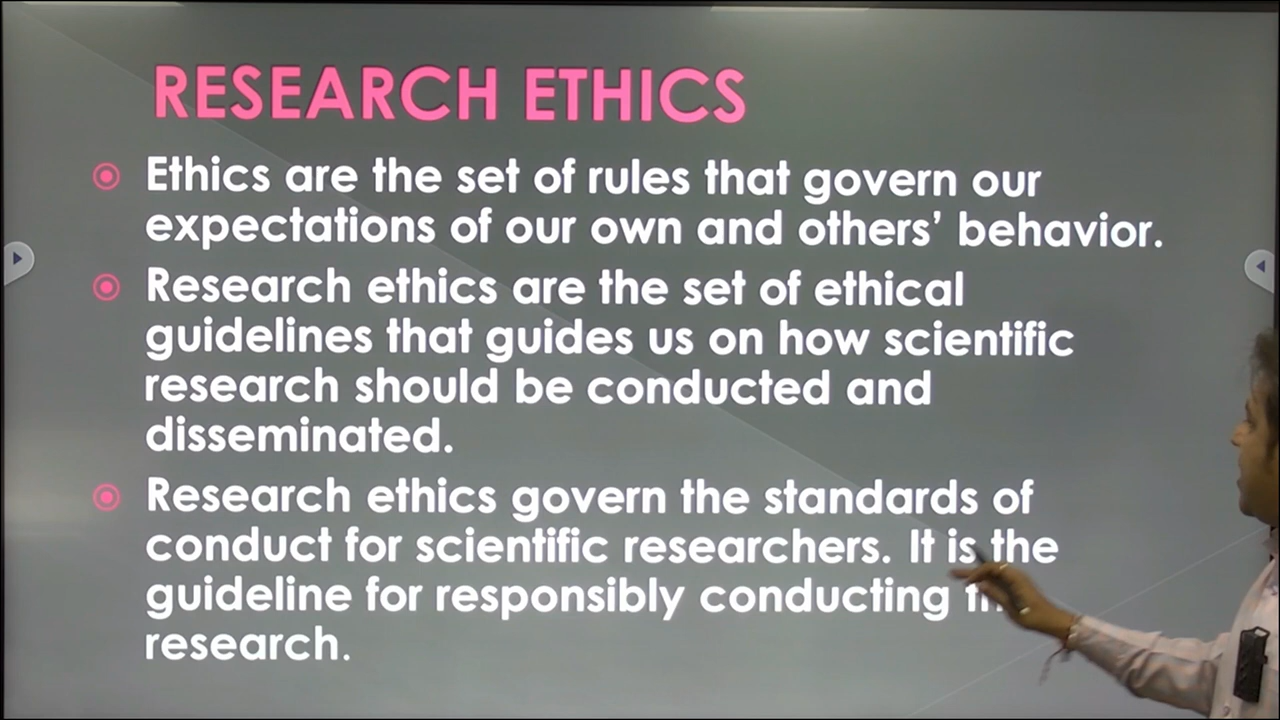 RESEARCH ETHICS
Ethics are the set of rules that govern our
expectations of our own and others' behavior.
Research ethics are the set of ethical
guidelines that guides us on how scientific
research should be conducted and
disseminated.
Research ethics govern the standards of
conduct for scientific researchers. It is the
guideline for responsibly conducting
research.